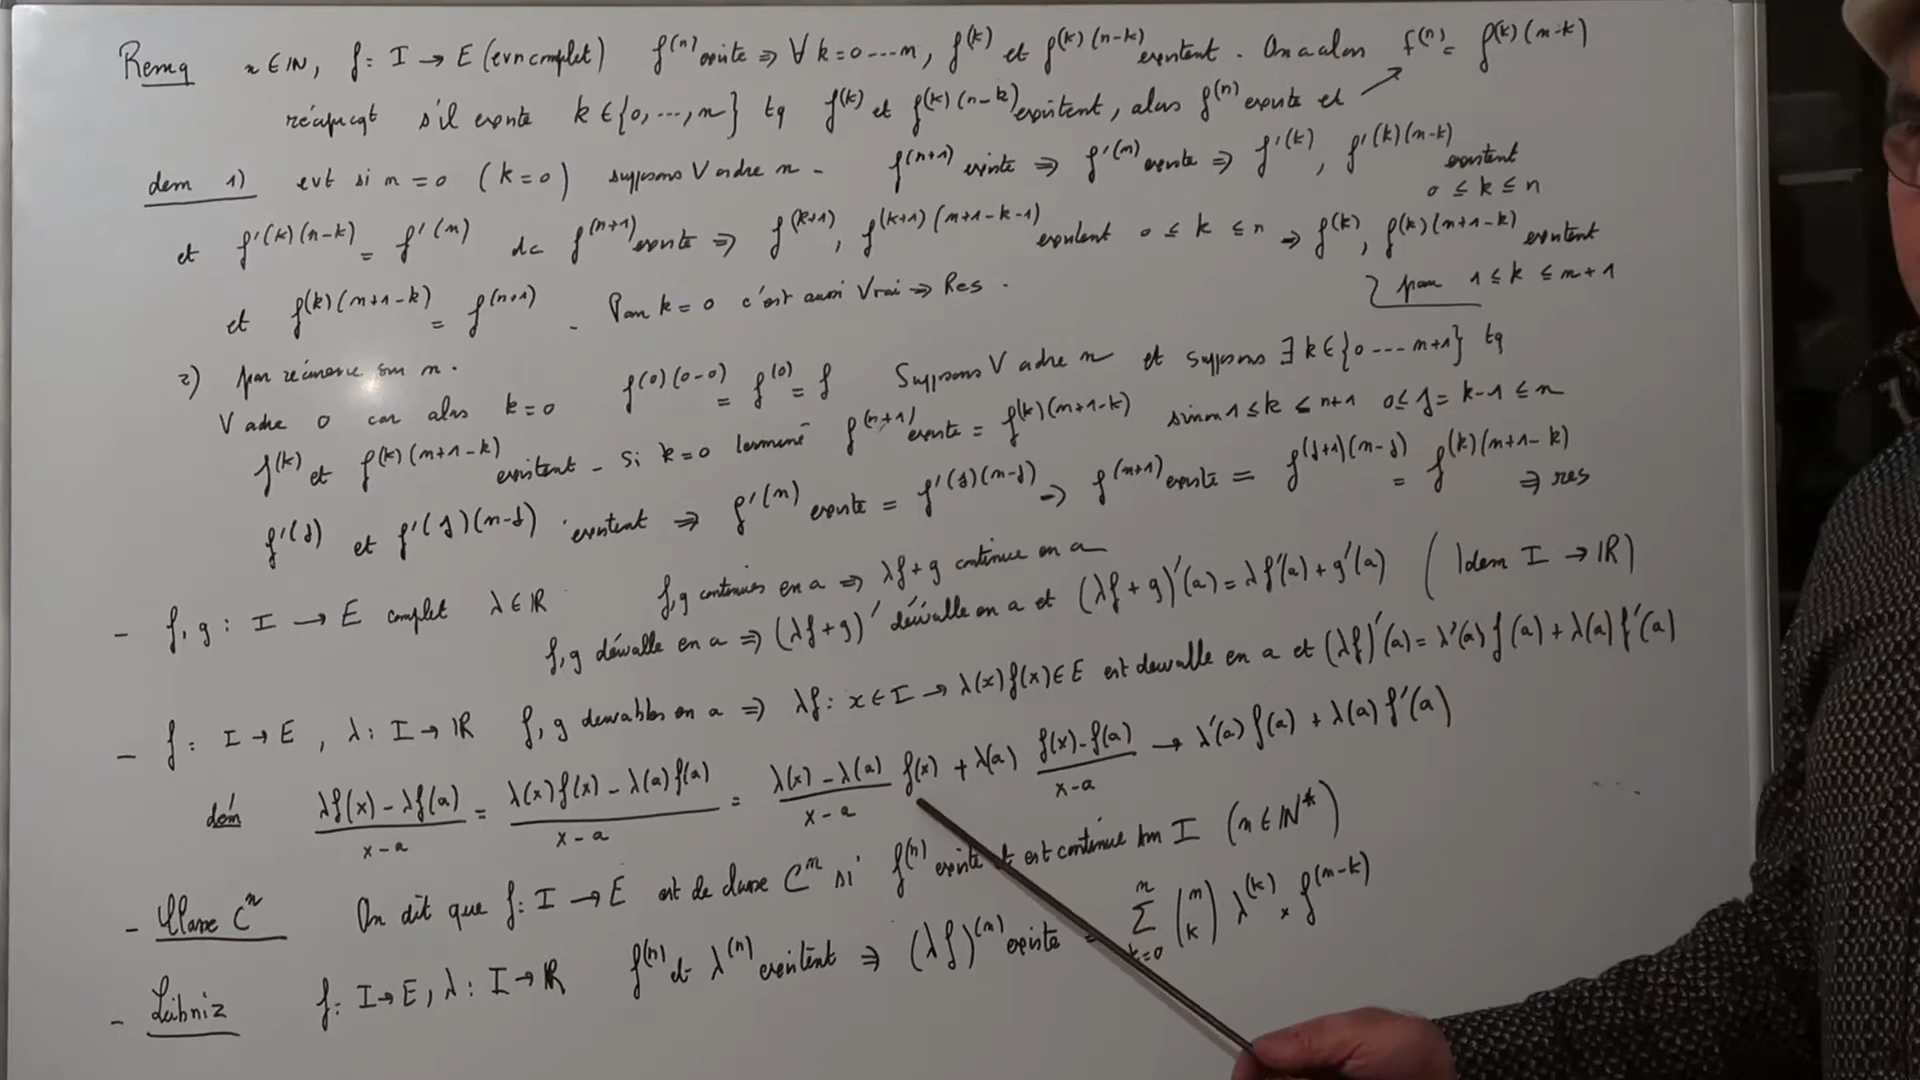 Remq n ∈ ℕ, f : I → E (evn complet) f^(n) existe ⇒ ∀ k = 0 --- n, f^(k) et f^(k)(n-k) existent. On a alors f^(n) = f^(k)(n-k)
réciproqt s'il existe k ∈ {0, ..., n} tq f^(k) et f^(k)(n-k) existent, alors f^(n) existe et ↗
dem 1) evt si n = 0 (k = 0) supposons V ordre n. f^(n+1) existe ⇒ f'^(n) existe ⇒ f'^(k), f'^(k)(n-k) existent 0 ≤ k ≤ n
et f'^(k)(n-k) = f'^(n) dc f^(n+1) existe ⇒ f^(k+1), f^(k+1)(n+1-k-1) existent 0 ≤ k ≤ n → f^(k), f^(k)(n+1-k) existent
et f^(k)(n+1-k) = f^(n+1). Pour k = 0 c'est aussi Vrai ⇒ Res. pour 1 ≤ k ≤ n+1
2) par récurence sur n.
V ordre 0 car alors k = 0 f^(0)(0-0) = f^(0) = f Supposons V ordre n et supposons ∃ k ∈ {0 --- n+1} tq
f^(k) et f^(k)(n+1-k) existent - Si k = 0 terminé f^(n+1) existe = f^(k)(n+1-k) sinon 1 ≤ k ≤ n+1 0 ≤ j = k-1 ≤ n
f'^(j) et f'^(j)(n-j) existent ⇒ f'^(n) existe = f'^(j)(n-j) → f^(n+1) existe = f^(j+1)(n-j) = f^(k)(n+1-k) ⇒ res
- f, g : I → E complet λ ∈ ℝ f, g continues en a ⇒ λf + g continue en a
f, g dérivable en a ⇒ (λf + g)' dérivable en a et (λf + g)'(a) = λf'(a) + g'(a) (Idem I → ℝ)
- f : I → E, λ : I → ℝ f, g derivables en a ⇒ λf : x ∈ I → λ(x)f(x) ∈ E est derivable en a et (λf)'(a) = λ'(a)f(a) + λ(a)f'(a)
dém (λf(x) - λf(a))/(x-a) = (λ(x)f(x) - λ(a)f(a))/(x-a) = (λ(x) - λ(a))/(x-a) f(x) + λ(a) (f(x)-f(a))/(x-a) → λ'(a)f(a) + λ(a)f'(a)
- Classe C^n On dit que f : I → E est de classe C^n si f^(n) existe et est continue sur I (n ∈ ℕ*)
- Leibniz f : I → E, λ : I → ℝ f^(n) et λ^(n) existent ⇒ (λf)^(n) existe = Σ_{k=0}^{n} (n k) λ^(k) × f^(n-k)